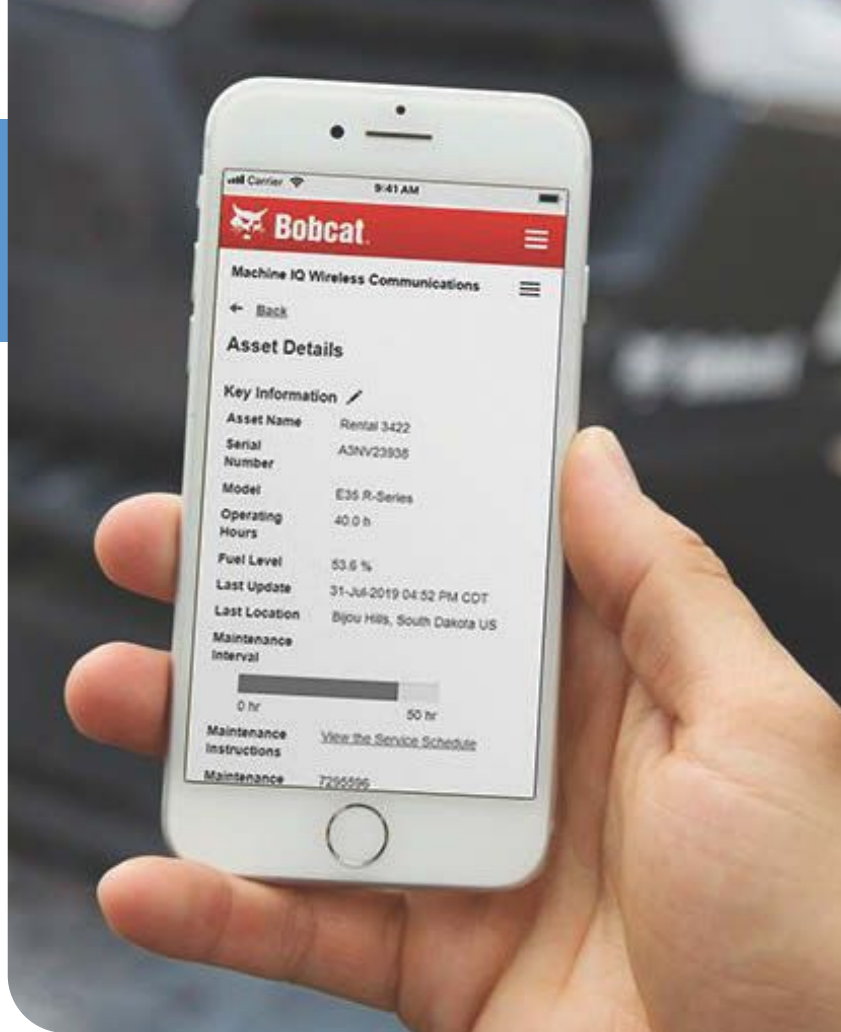 Carrier 9:41 AM
Bobcat.
Machine IQ Wireless Communications
← Back
Asset Details
Key Information
Asset Name Rental 3422
Serial Number A3NV23938
Model E35 R-Series
Operating Hours 40.0 h
Fuel Level 53.6 %
Last Update 31-Jul-2019 04:52 PM CDT
Last Location Bijou Hills, South Dakota US
Maintenance Interval
0 hr 50 hr
Maintenance Instructions View the Service Schedule
Maintenance 7295596